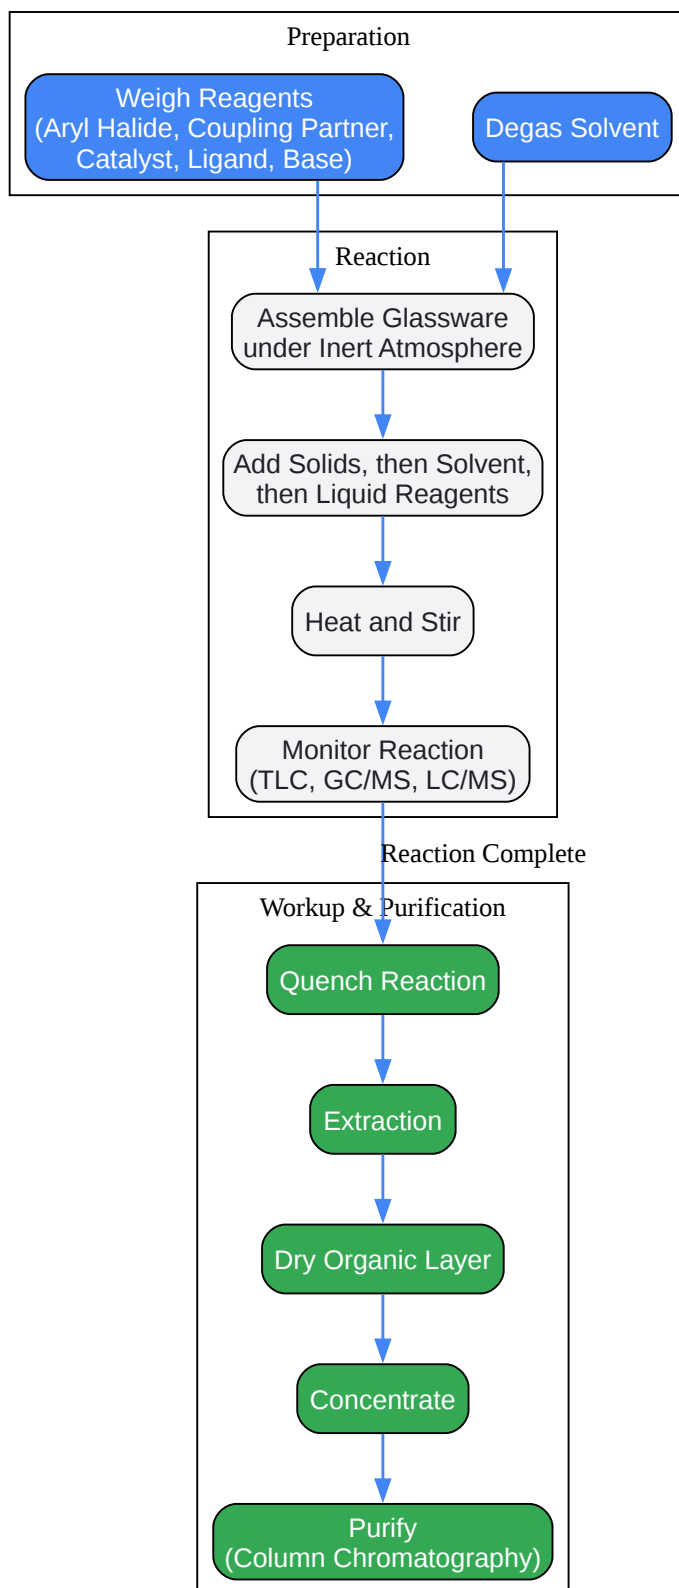 Preparation
Weigh Reagents
(Aryl Halide, Coupling Partner,
Catalyst, Ligand, Base)
Degas Solvent
Reaction
Assemble Glassware
under Inert Atmosphere
Add Solids, then Solvent,
then Liquid Reagents
Heat and Stir
Monitor Reaction
(TLC, GC/MS, LC/MS)
Reaction Complete
Workup & Purification
Quench Reaction
Extraction
Dry Organic Layer
Concentrate
Purify
(Column Chromatography)